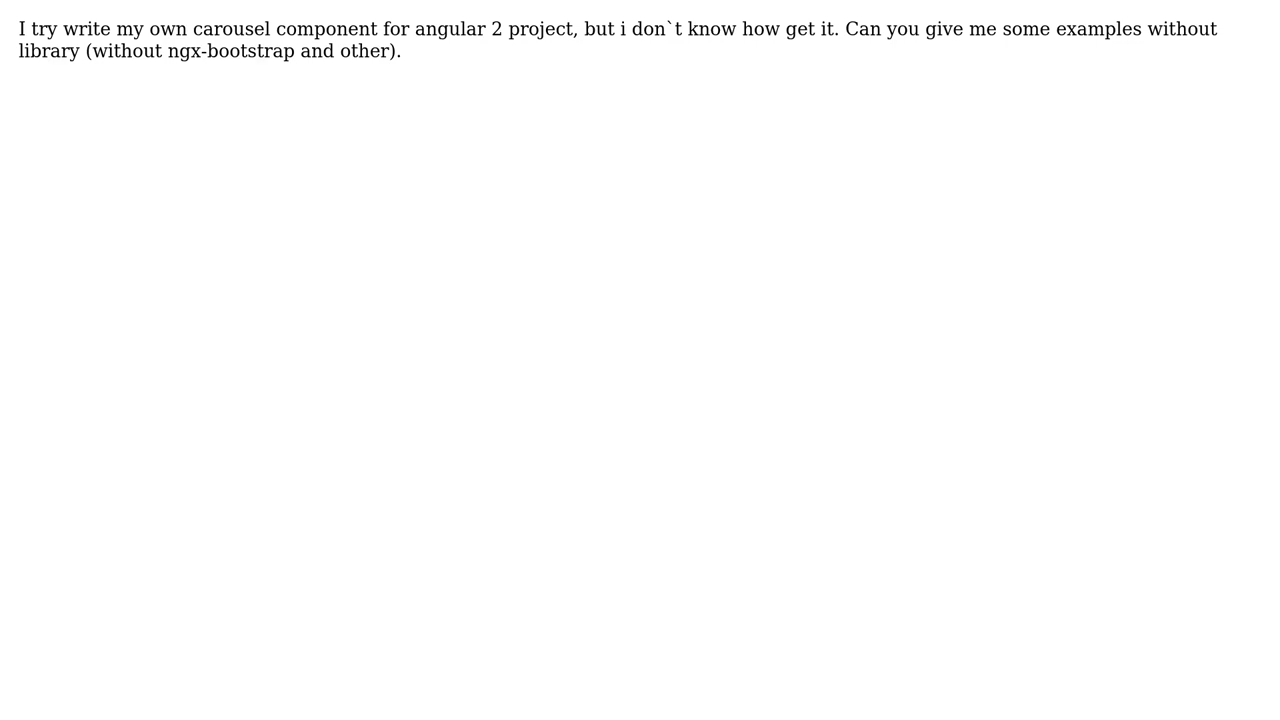 I try write my own carousel component for angular 2 project, but i don`t know how get it. Can you give me some examples without
library (without ngx-bootstrap and other).